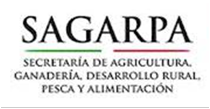 SAGARPA
SECRETARÍA DE AGRICULTURA,
GANADERÍA, DESARROLLO RURAL,
PESCA Y ALIMENTACIÓN